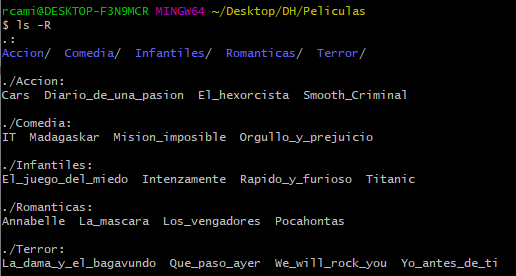 rcami@DESKTOP-F3N9MCR MINGW64 ~/Desktop/DH/Peliculas
$ ls -R
.:
Accion/  Comedia/  Infantiles/  Romanticas/  Terror/
./Accion:
Cars  Diario_de_una_pasion  El_hexorcista  Smooth_Criminal
./Comedia:
IT  Madagaskar  Mision_imposible  Orgullo_y_prejuicio
./Infantiles:
El_juego_del_miedo  Intenzamente  Rapido_y_furioso  Titanic
./Romanticas:
Annabelle  La_mascara  Los_vengadores  Pocahontas
./Terror:
La_dama_y_el_bagavundo  Que_paso_ayer  We_will_rock_you  Yo_antes_de_ti